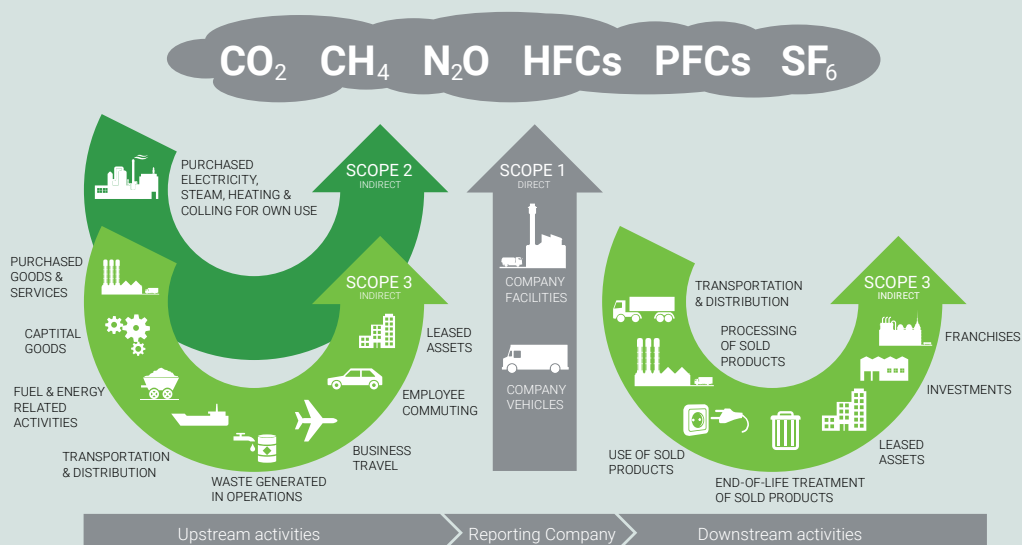 CO₂ CH₄ N₂O HFCs PFCs SF₆
PURCHASED
ELECTRICITY,
STEAM, HEATING &
COLLING FOR OWN USE
SCOPE 2
INDIRECT
SCOPE 1
DIRECT
COMPANY
FACILITIES
COMPANY
VEHICLES
PURCHASED
GOODS &
SERVICES
CAPTITAL
GOODS
FUEL & ENERGY
RELATED
ACTIVITIES
TRANSPORTATION
& DISTRIBUTION
WASTE GENERATED
IN OPERATIONS
BUSINESS
TRAVEL
EMPLOYEE
COMMUTING
LEASED
ASSETS
SCOPE 3
INDIRECT
TRANSPORTATION
& DISTRIBUTION
PROCESSING
OF SOLD
PRODUCTS
USE OF SOLD
PRODUCTS
END-OF-LIFE TREATMENT
OF SOLD PRODUCTS
LEASED
ASSETS
INVESTMENTS
FRANCHISES
SCOPE 3
INDIRECT
Upstream activities
Reporting Company
Downstream activities